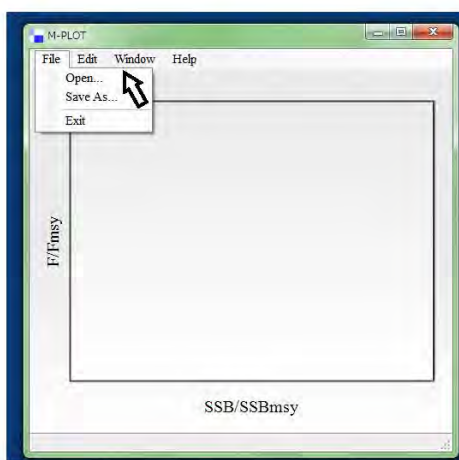 M-PLOT
File Edit Window Help
Open...
Save As...
Exit
F/Fmsy
SSB/SSBmsy